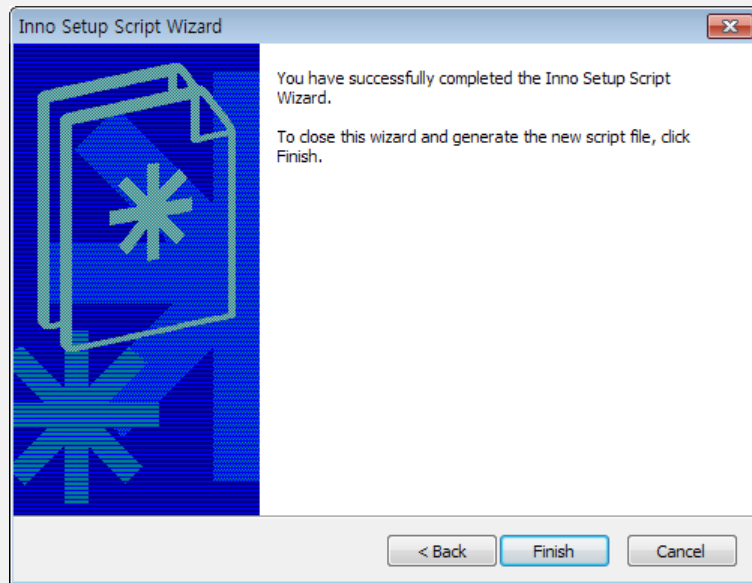 Inno Setup Script Wizard
You have successfully completed the Inno Setup Script
Wizard.
To close this wizard and generate the new script file, click
Finish.
< Back
Finish
Cancel